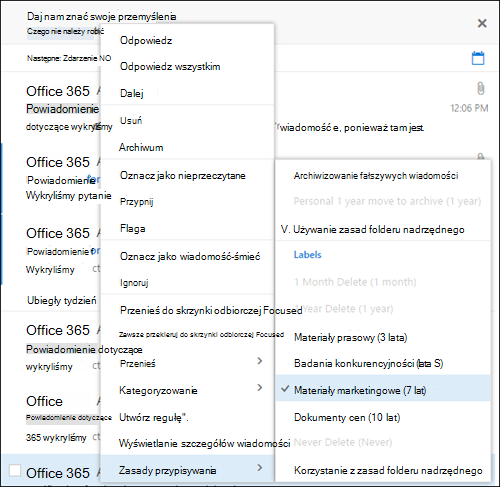 Daj nam znać swoje przemyślenia
Czego nie należy robić
Następne: Zdarzenie NO
Office 365
Powiadomienie
12:06 PM
dotyczące wykryliśmy
wiadomość e, ponieważ tam jest.
Office 365
Powiadomienie
Wykryliśmy pytanie
Office 365
Powiadomienie
Wykryliśmy
Ubiegły tydzień
Office 365
Powiadomienie dotyczące
wykryliśmy
Office
Powiadomienie dotyczące
365 wykryliśmy
Office 365
Odpowiedz
Odpowiedz wszystkim
Dalej
Usuń
Archiwum
Oznacz jako nieprzeczytane
Przypnij
Flaga
Oznacz jako wiadomość-śmieć
Ignoruj
Przenieś do skrzynki odbiorczej Focused
Zawsze przekieruj do skrzynki odbiorczej Focused
Przenieś
Kategoryzowanie
Utwórz regułę".
Wyświetlanie szczegółów wiadomości
Zasady przypisywania
Archiwizowanie fałszywych wiadomości
Personal 1 year move to archive (1 year)
V. Używanie zasad folderu nadrzędnego
Labels
1 Month Delete (1 month)
1 Year Delete (1 year)
Materiały prasowy (3 lata)
Badania konkurencyjności (lata S)
Materiały marketingowe (7 lat)
Dokumenty cen (10 lat)
Never Delete (Never)
Korzystanie z zasad folderu nadrzędnego